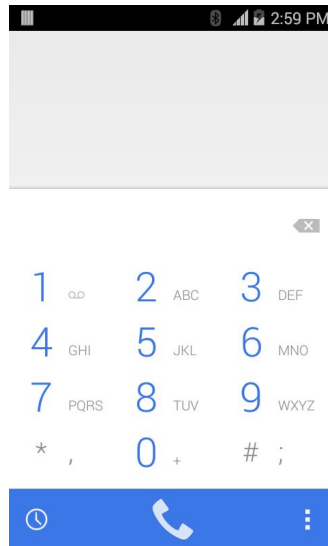 2:59 PM
1 2 ABC 3 DEF
4 GHI 5 JKL 6 MNO
7 PQRS 8 TUV 9 WXYZ
* , 0 + # ;